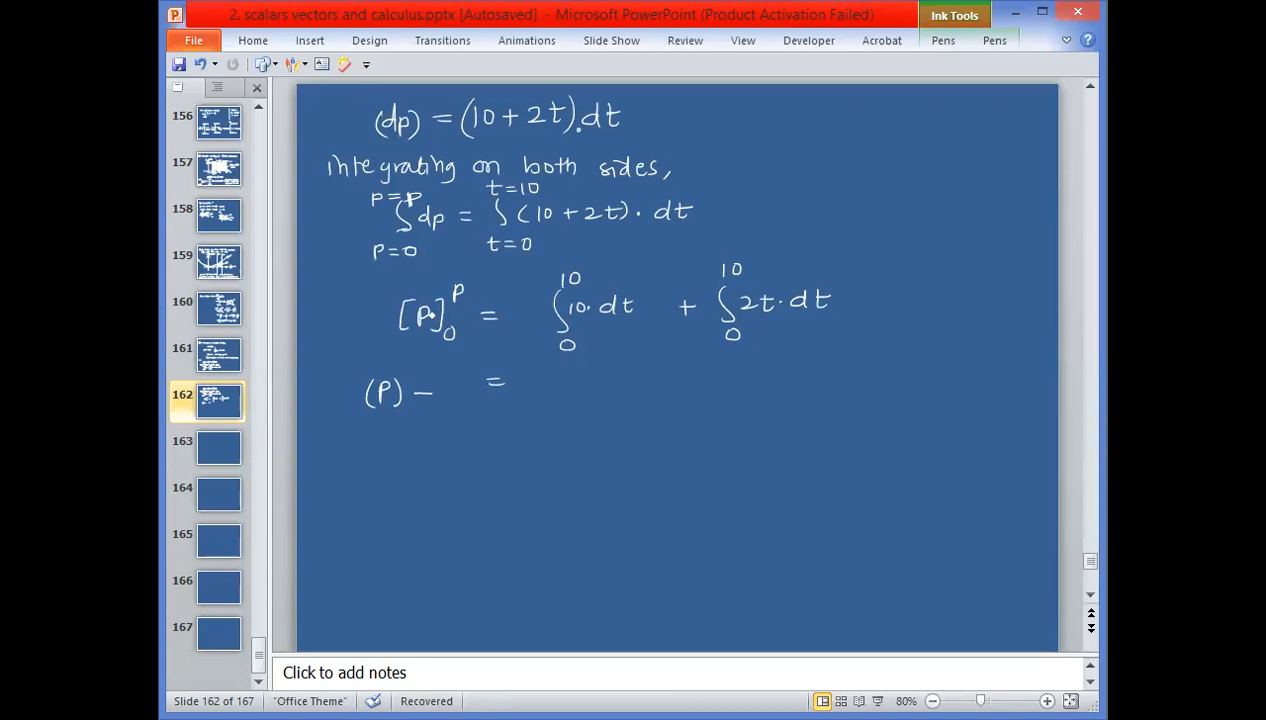 2. scalars vectors and calculus.pptx [Autosaved] - Microsoft PowerPoint (Product Activation Failed)
Ink Tools
File Home Insert Design Transitions Animations Slide Show Review View Developer Acrobat Pens Pens
156
157
158
159
160
161
162
163
164
165
166
167
(dp) = (10 + 2t).dt
integrating on both sides,
p=p t=10
∫dp = ∫(10 + 2t) · dt
p=0 t=0
P 10 10
[P·] = ∫10· dt + ∫2t· dt
0 0 0
(P) − =
Click to add notes
Slide 162 of 167 "Office Theme" Recovered 80%